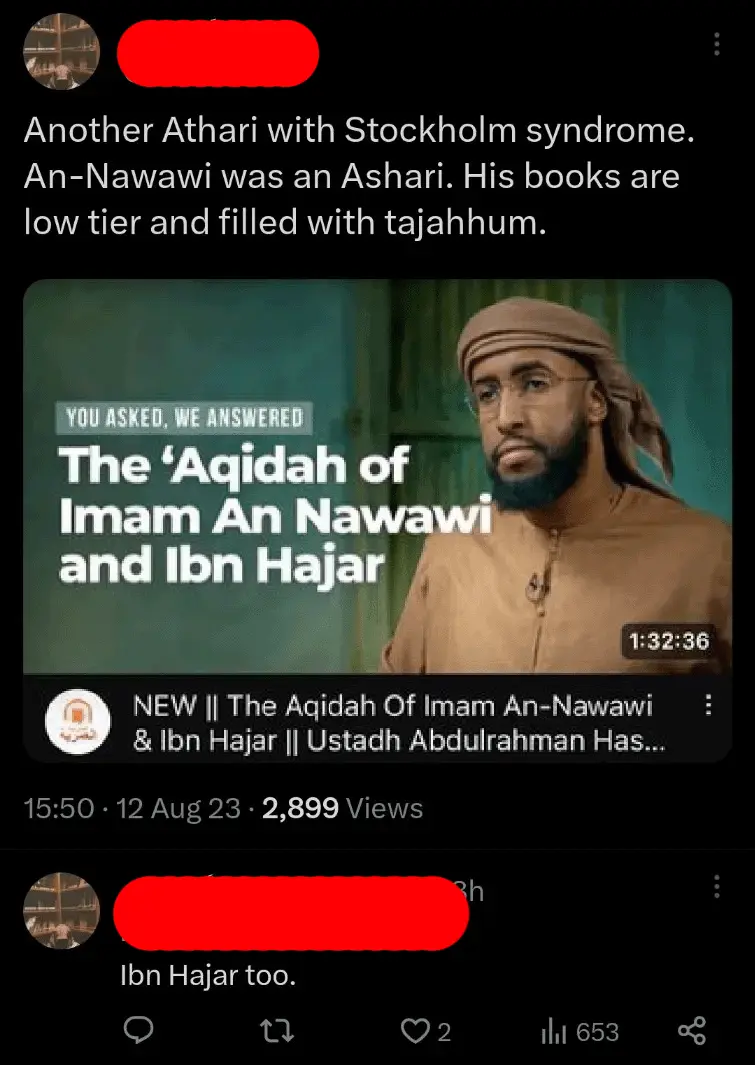 Another Athari with Stockholm syndrome.
An-Nawawi was an Ashari. His books are
low tier and filled with tajahhum.
YOU ASKED, WE ANSWERED
The ‘Aqidah of
Imam An Nawawi
and Ibn Hajar
1:32:36
NEW || The Aqidah Of Imam An-Nawawi
& Ibn Hajar || Ustadh Abdulrahman Has...
15:50 · 12 Aug 23 · 2,899 Views
Ibn Hajar too.
2
653